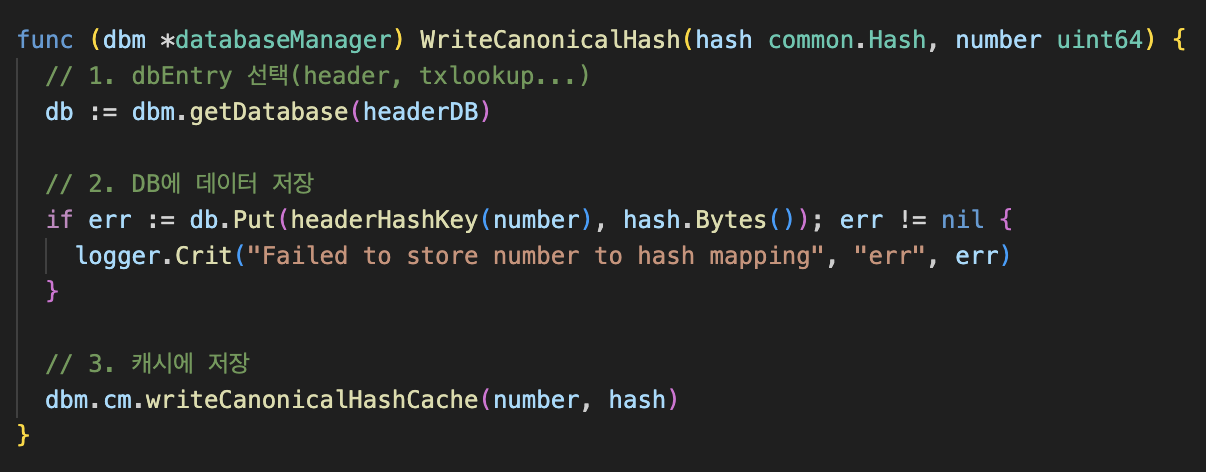 func (dbm *databaseManager) WriteCanonicalHash(hash common.Hash, number uint64) {
// 1. dbEntry 선택(header, txlookup...)
db := dbm.getDatabase(headerDB)
// 2. DB에 데이터 저장
if err := db.Put(headerHashKey(number), hash.Bytes()); err != nil {
logger.Crit("Failed to store number to hash mapping", "err", err)
}
// 3. 캐시에 저장
dbm.cm.writeCanonicalHashCache(number, hash)
}